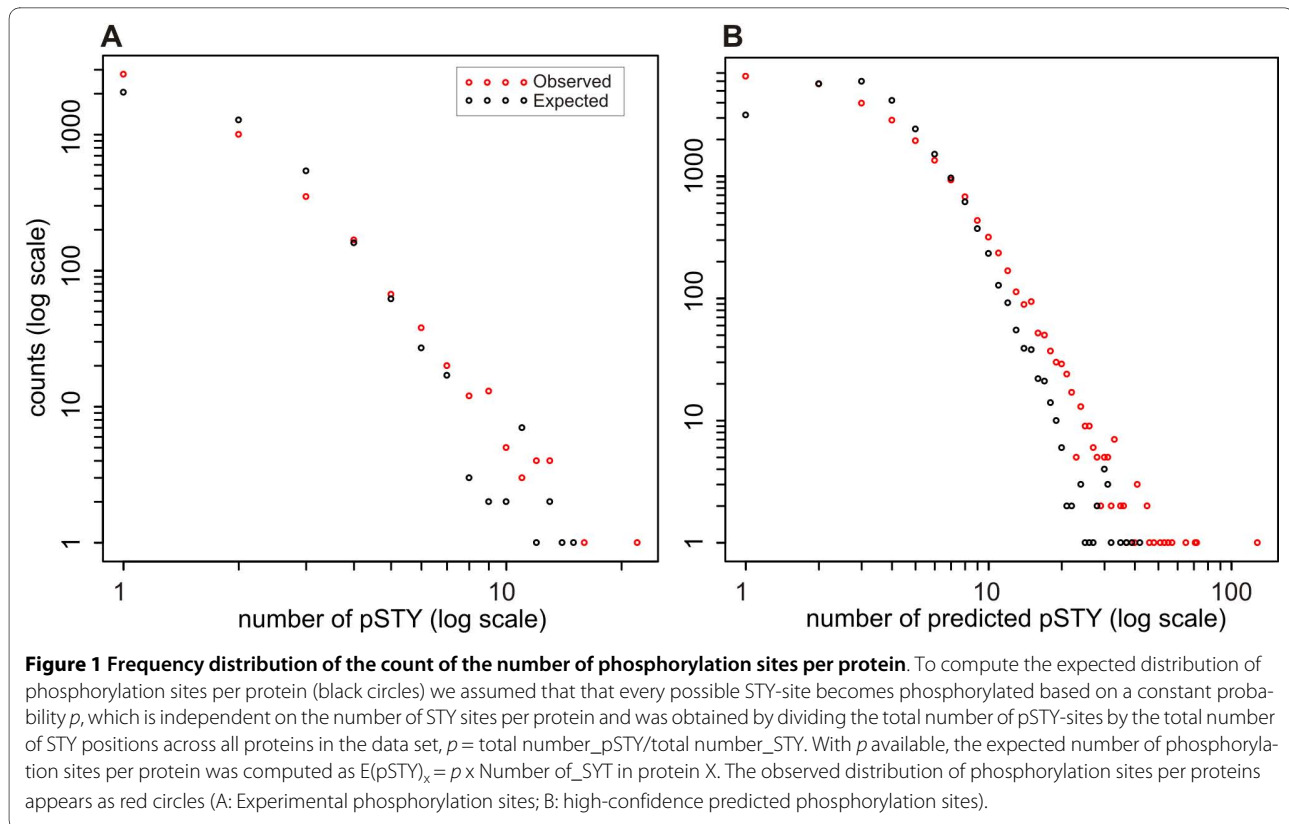 A
B
Observed
Expected
counts (log scale)
1
10
100
1000
1
10
number of pSTY (log scale)
1
10
100
1000
1
10
100
number of predicted pSTY (log scale)
Figure 1 Frequency distribution of the count of the number of phosphorylation sites per protein. To compute the expected distribution of
phosphorylation sites per protein (black circles) we assumed that that every possible STY-site becomes phosphorylated based on a constant proba-
bility p, which is independent on the number of STY sites per protein and was obtained by dividing the total number of pSTY-sites by the total number
of STY positions across all proteins in the data set, p = total number_pSTY/total number_STY. With p available, the expected number of phosphoryla-
tion sites per protein was computed as E(pSTY)x = p x Number of_SYT in protein X. The observed distribution of phosphorylation sites per proteins
appears as red circles (A: Experimental phosphorylation sites; B: high-confidence predicted phosphorylation sites).